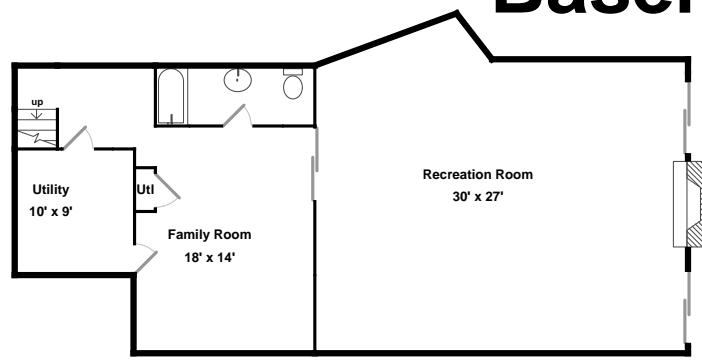 up
Recreation Room
30' x 27'
Utility
10' x 9'
Utl
Family Room
18' x 14'